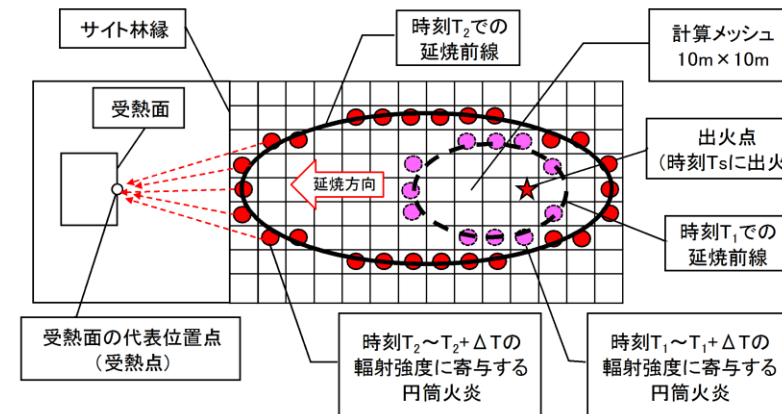 サイト林縁
時刻T₂での
延焼前線
計算メッシュ
10m×10m
受熱面
出火点
(時刻Tsに出火
延焼方向
時刻T₁での
延焼前線
受熱面の代表位置点
(受熱点)
時刻T₂~T₂+ΔTの
輻射強度に寄与する
円筒火炎
時刻T₁~T₁+ΔTの
輻射強度に寄与する
円筒火炎